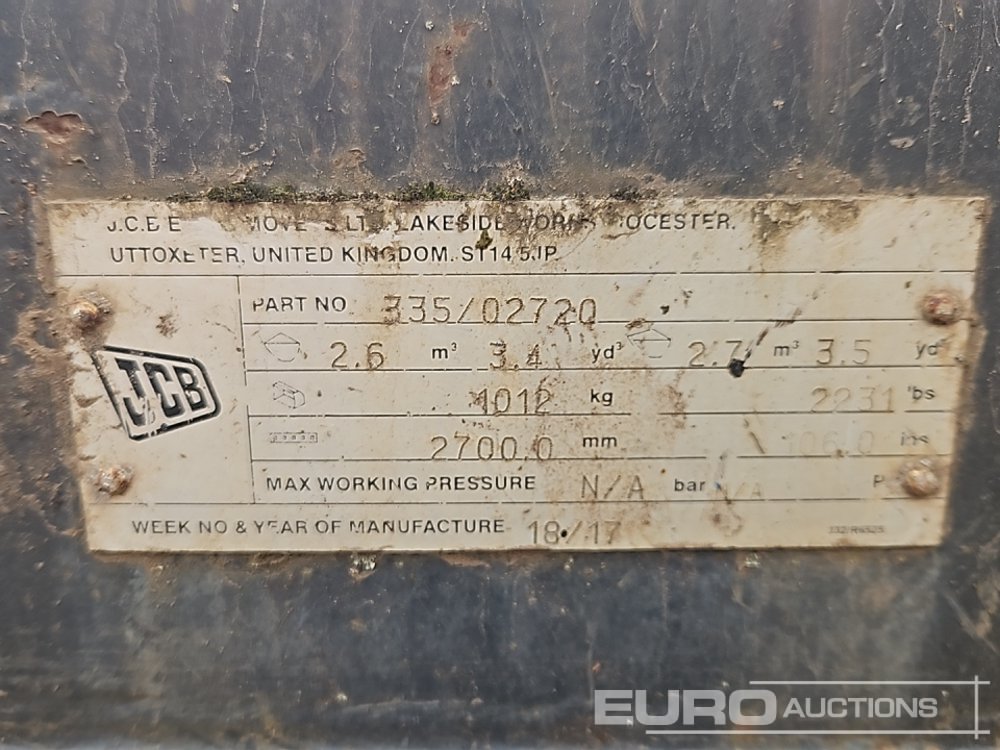 J.C.B E MOVE LT LAKESIDE WORKS, ROCESTER,
UTTOXETER, UNITED KINGDOM. ST14 5JP
PART NO 335/02720
2.6 m³ 3.4 yd³ 2.7 m³ 3.5 yd³
1012 kg 2231 lbs
JCB
2700.0 mm 106.0 ins
MAX WORKING PRESSURE N/A bar N/A P
WEEK NO & YEAR OF MANUFACTURE 18/17
EURO AUCTIONS